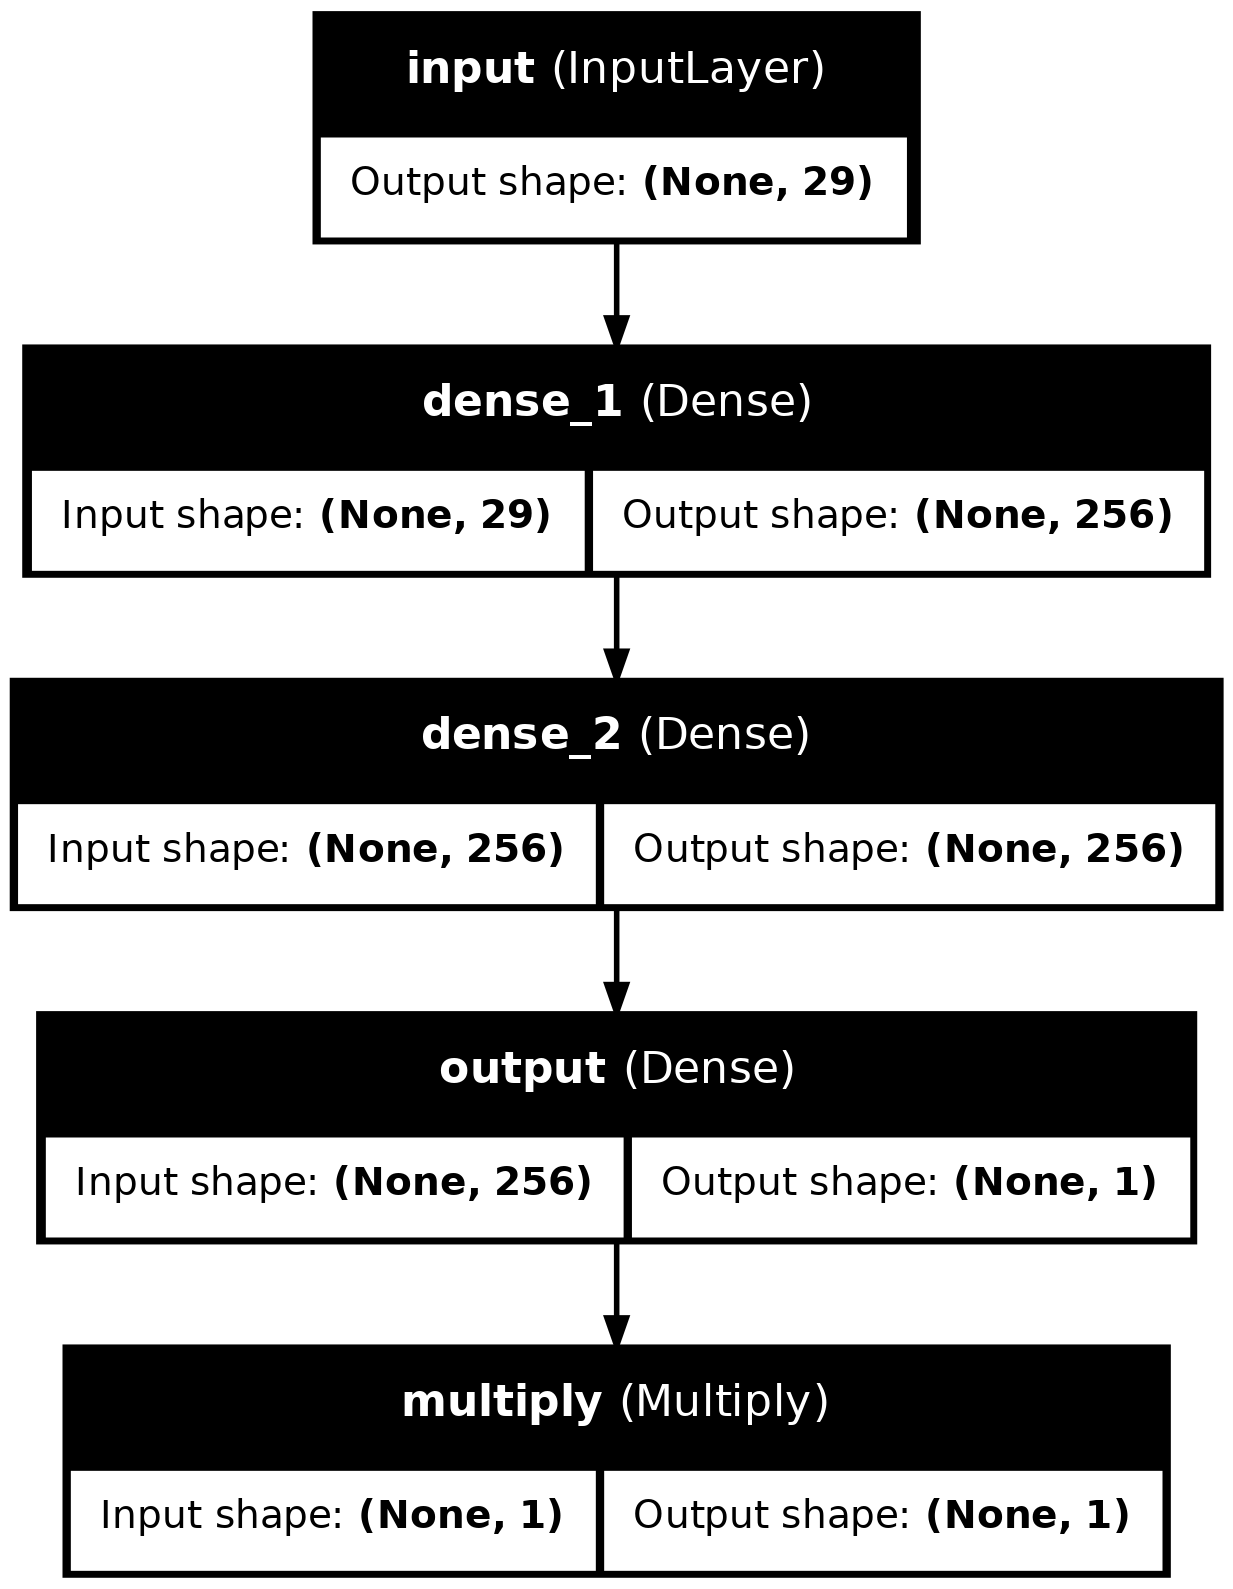 input (InputLayer)
Output shape: (None, 29)
dense_1 (Dense)
Input shape: (None, 29) Output shape: (None, 256)
dense_2 (Dense)
Input shape: (None, 256) Output shape: (None, 256)
output (Dense)
Input shape: (None, 256) Output shape: (None, 1)
multiply (Multiply)
Input shape: (None, 1) Output shape: (None, 1)